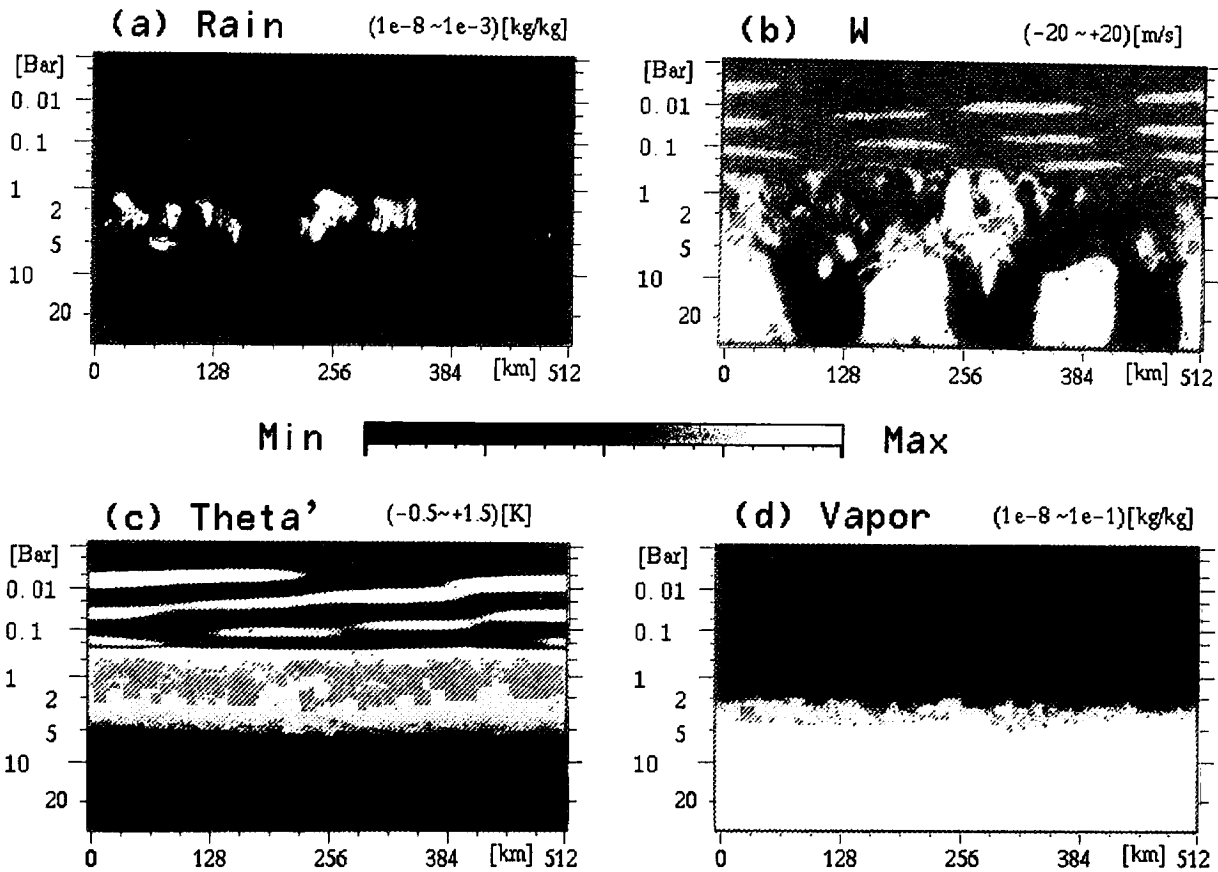 (a) Rain (1e-8 ~1e-3)[kg/kg]
[Bar]
0.01
0.1
1
2
5
10
20
0 128 256 384 [km] 512
(b) W (-20 ~+20)[m/s]
[Bar]
0.01
0.1
1
2
5
10
20
0 128 256 384 [km] 512
Min Max
(c) Theta' (-0.5~+1.5)[K]
[Bar]
0.01
0.1
1
2
5
10
20
0 128 256 384 [km] 512
(d) Vapor (1e-8 ~1e-1)[kg/kg]
[Bar]
0.01
0.1
1
2
5
10
20
0 128 256 384 [km] 512